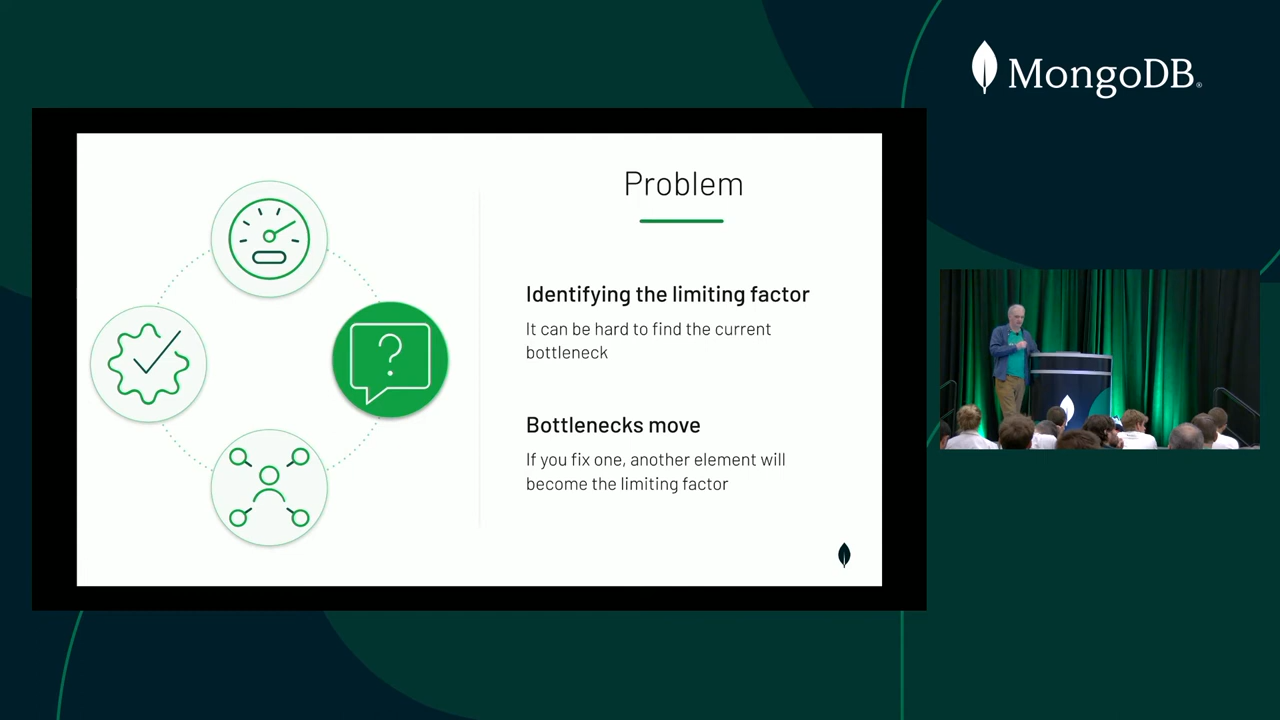 MongoDB®
Problem
Identifying the limiting factor
It can be hard to find the current
bottleneck
Bottlenecks move
If you fix one, another element will
become the limiting factor